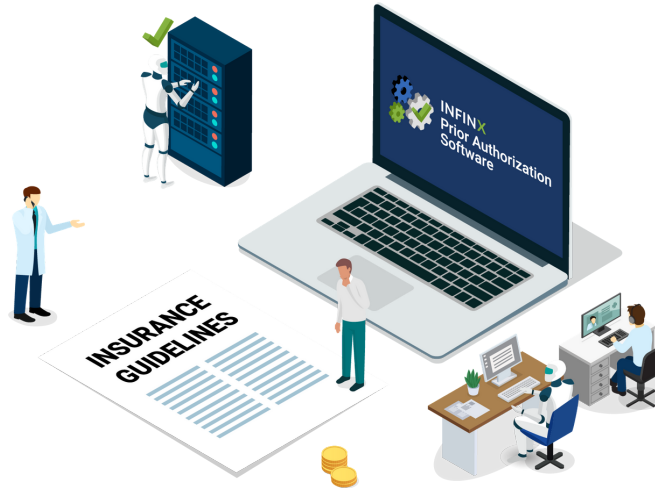 INFINX
Prior Authorization
Software
INSURANCE
GUIDELINES